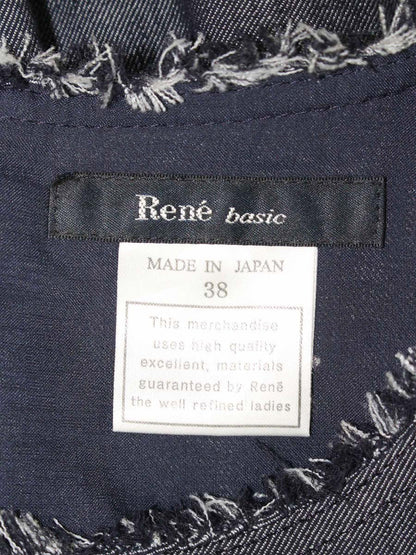 René basic
MADE IN JAPAN
38
This merchandise
uses high quality
excellent, materials
guaranteed by René
the well refined ladies